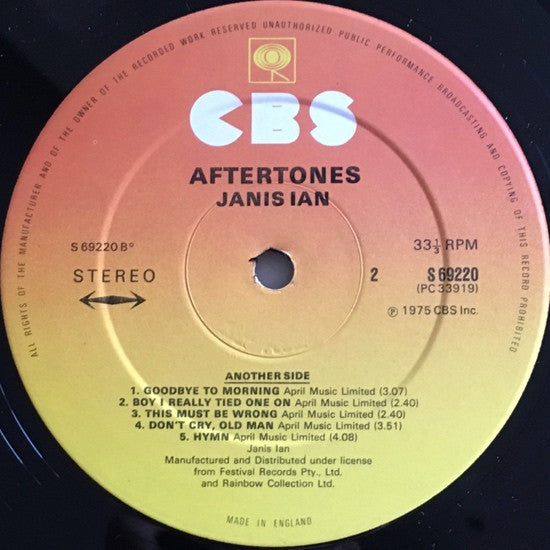 ALL RIGHTS OF THE MANUFACTURER AND OF THE OWNER OF THE RECORDED WORK RESERVED UNAUTHORIZED PUBLIC PERFORMANCE BROADCASTING AND COPYING OF THIS RECORD PROHIBITED
CBS
AFTERTONES
JANIS IAN
S 69220 B° 33⅓ RPM
STEREO 2 S 69220
(PC 33919)
℗ 1975 CBS Inc.
ANOTHER SIDE
1. GOODBYE TO MORNING April Music Limited (3.07)
2. BOY I REALLY TIED ONE ON April Music Limited (2.40)
3. THIS MUST BE WRONG April Music Limited (2.40)
4. DON'T CRY, OLD MAN April Music Limited (3.51)
5. HYMN April Music Limited (4.08)
Janis Ian
Manufactured and Distributed under license
from Festival Records Pty., Ltd.
and Rainbow Collection Ltd.
MADE IN ENGLAND